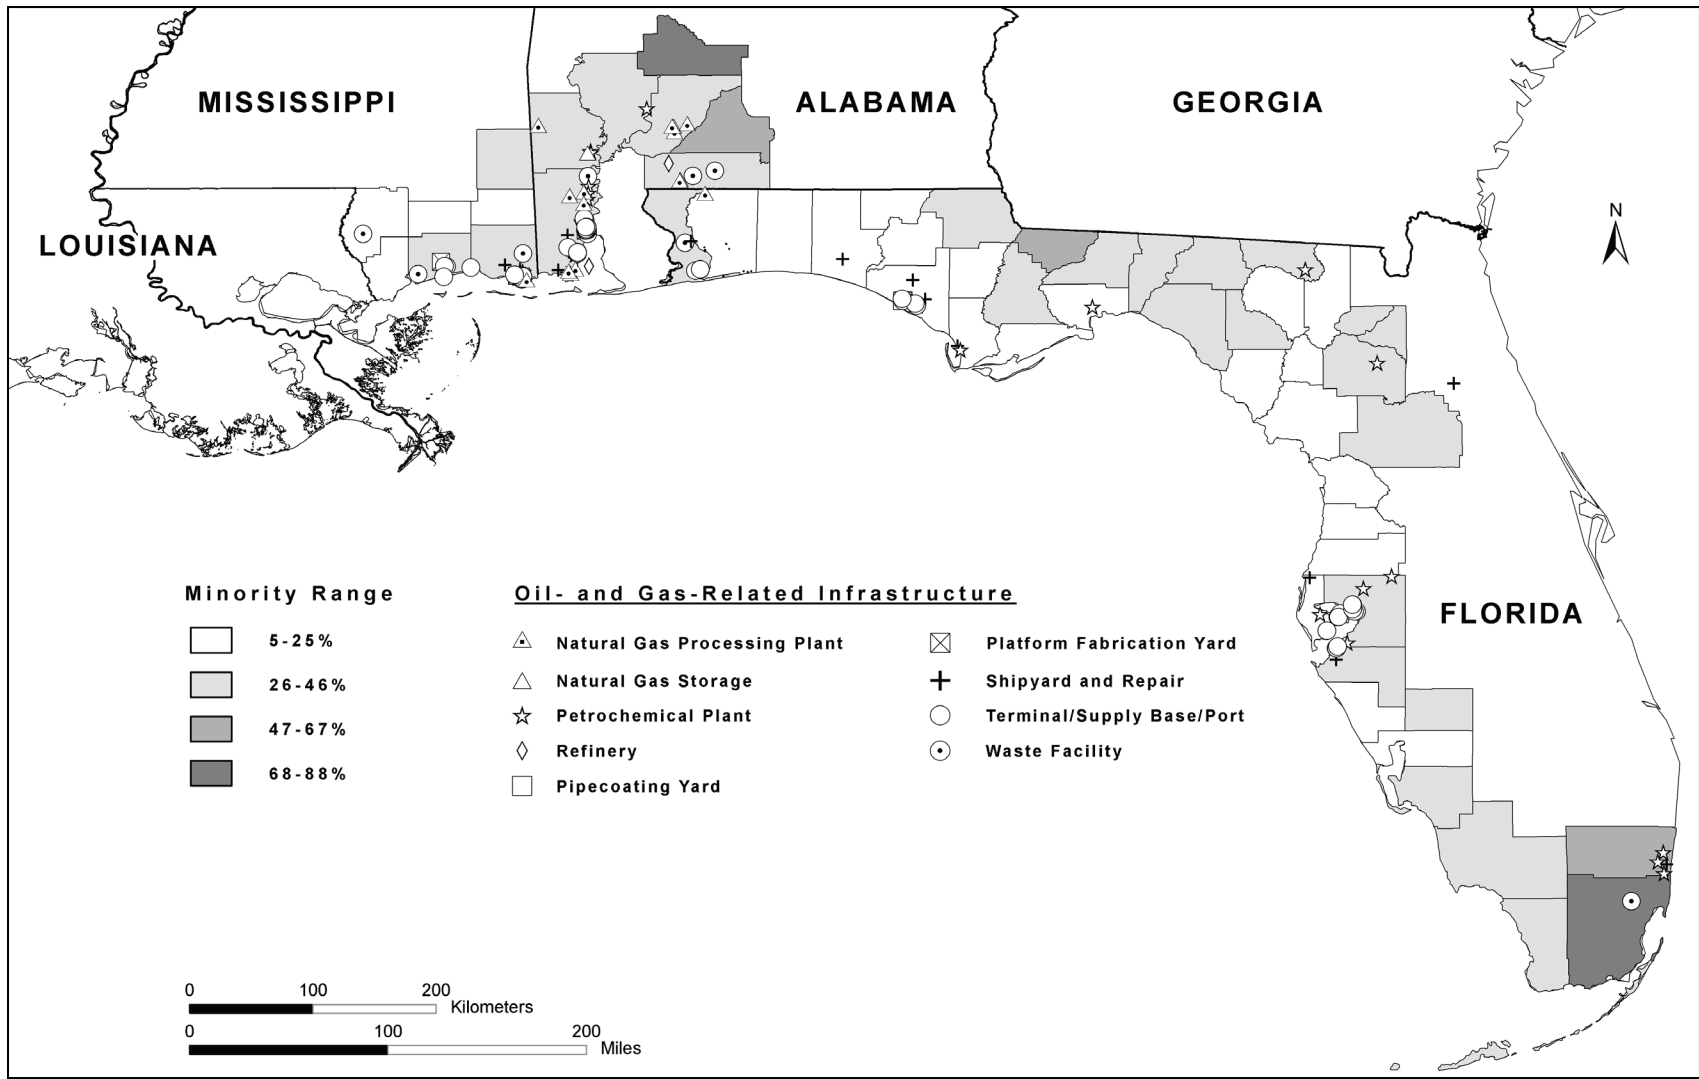 MISSISSIPPI
ALABAMA
GEORGIA
N
LOUISIANA
FLORIDA
Minority Range
5-25%
26-46%
47-67%
68-88%
Oil- and Gas-Related Infrastructure
Natural Gas Processing Plant
Natural Gas Storage
Petrochemical Plant
Refinery
Pipecoating Yard
Platform Fabrication Yard
Shipyard and Repair
Terminal/Supply Base/Port
Waste Facility
0 100 200
Kilometers
0 100 200
Miles